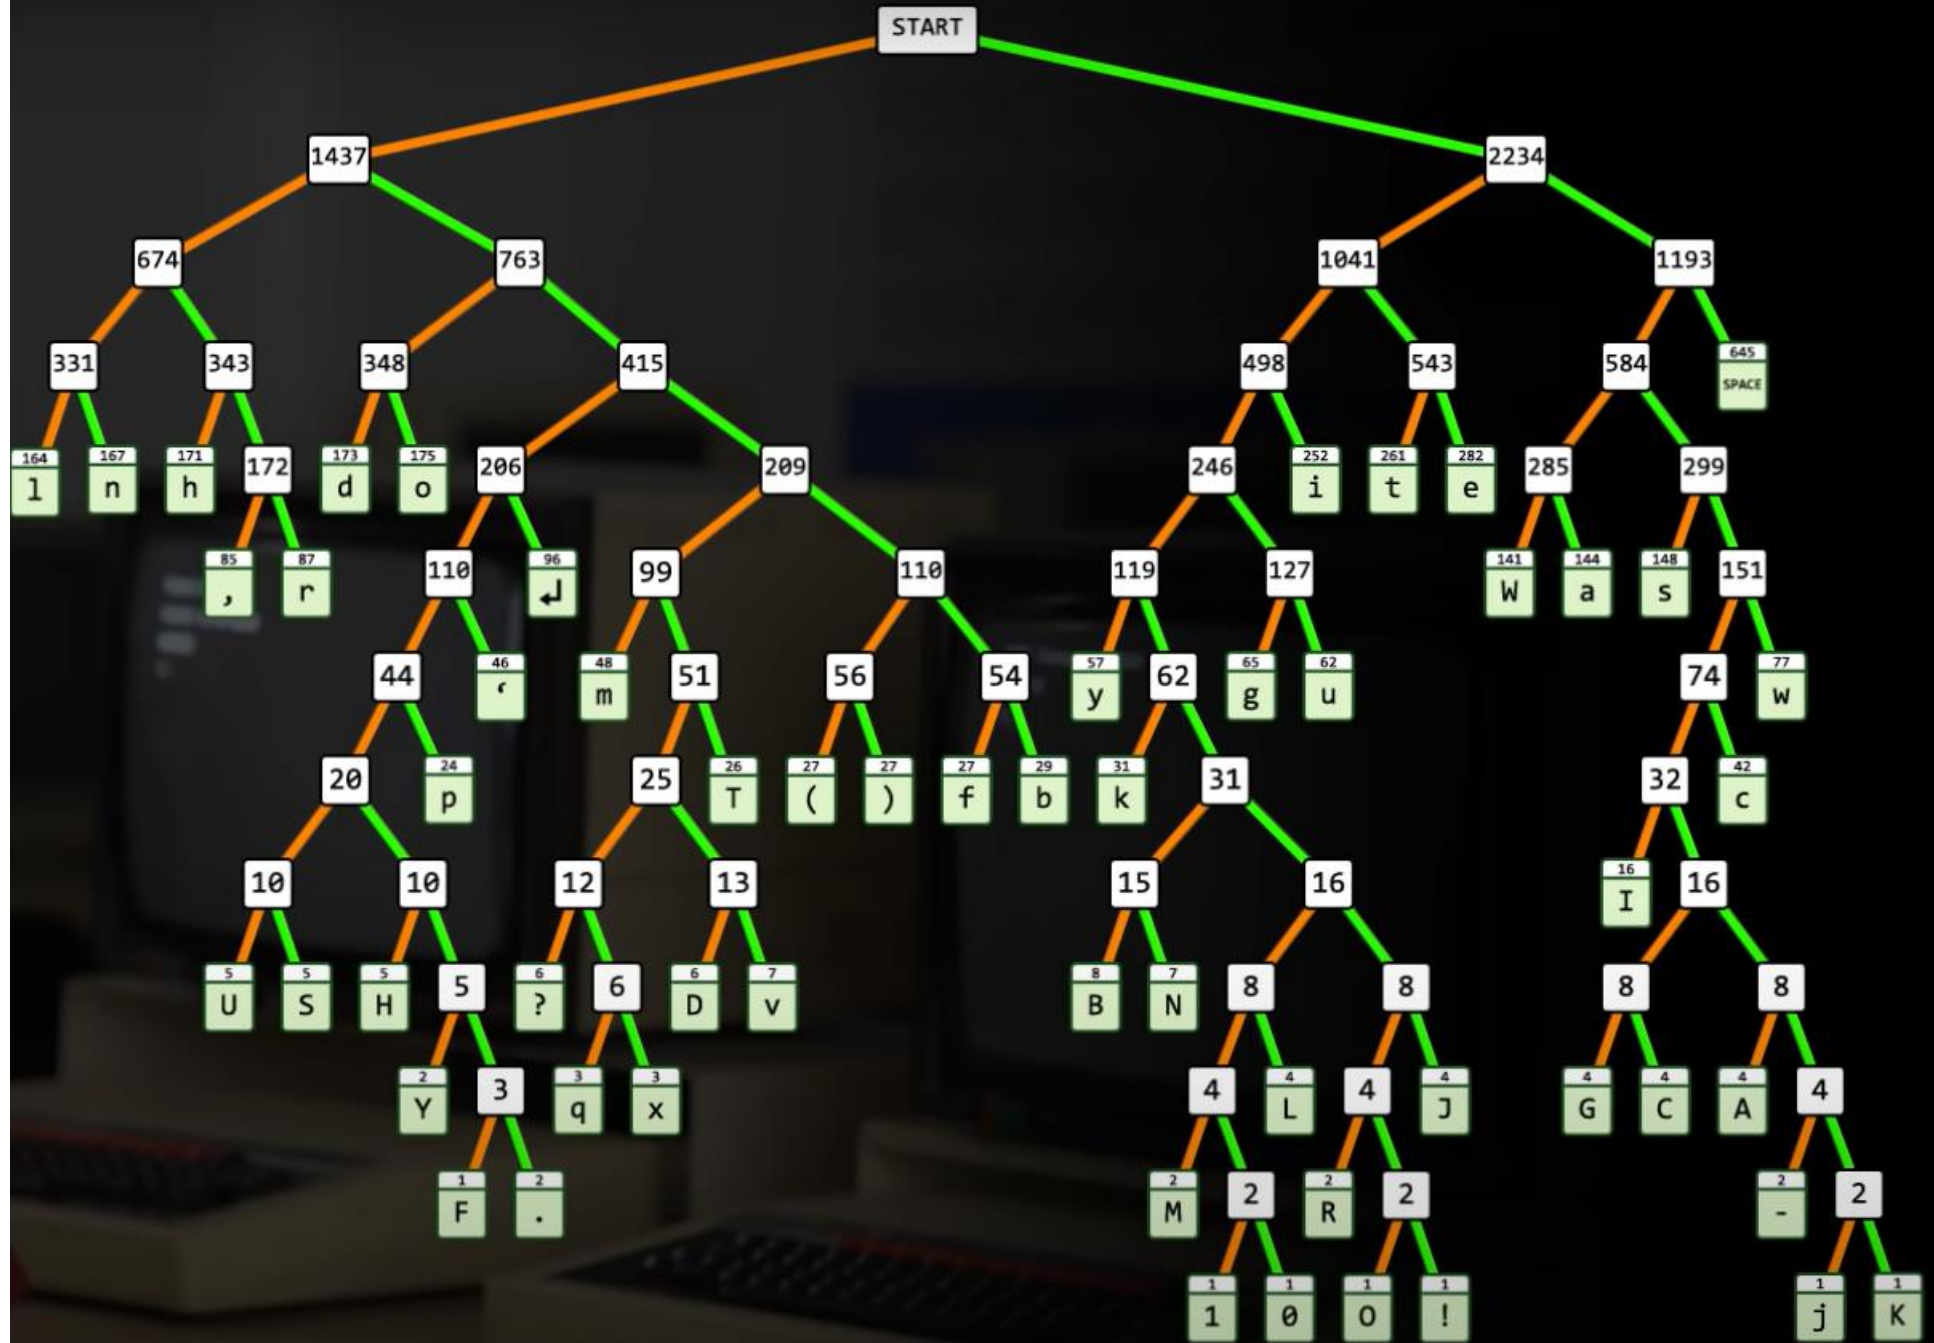 START
1437 2234
674 763 1041 1193
331 343 348 415 498 543 584 645 SPACE
164 l 167 n 171 h 172 173 d 175 o 206 209 246 252 i 261 t 282 e 285 299
85 , 87 r 110 96 ↲ 99 110 119 127 141 W 144 a 148 s 151
44 46 ‘ 48 m 51 56 54 57 y 62 65 g 62 u 74 77 w
20 24 p 25 26 T 27 ( 27 ) 27 f 29 b 31 k 31 32 42 c
10 10 12 13 15 16 16 I 16
5 U 5 S 5 H 5 6 ? 6 6 D 7 v 8 B 7 N 8 8 8 8
2 Y 3 3 q 3 x 4 4 L 4 4 J 4 G 4 C 4 A 4
1 F 2 . 2 M 2 2 R 2 2 - 2
1 1 1 0 1 O 1 ! 1 j 1 K